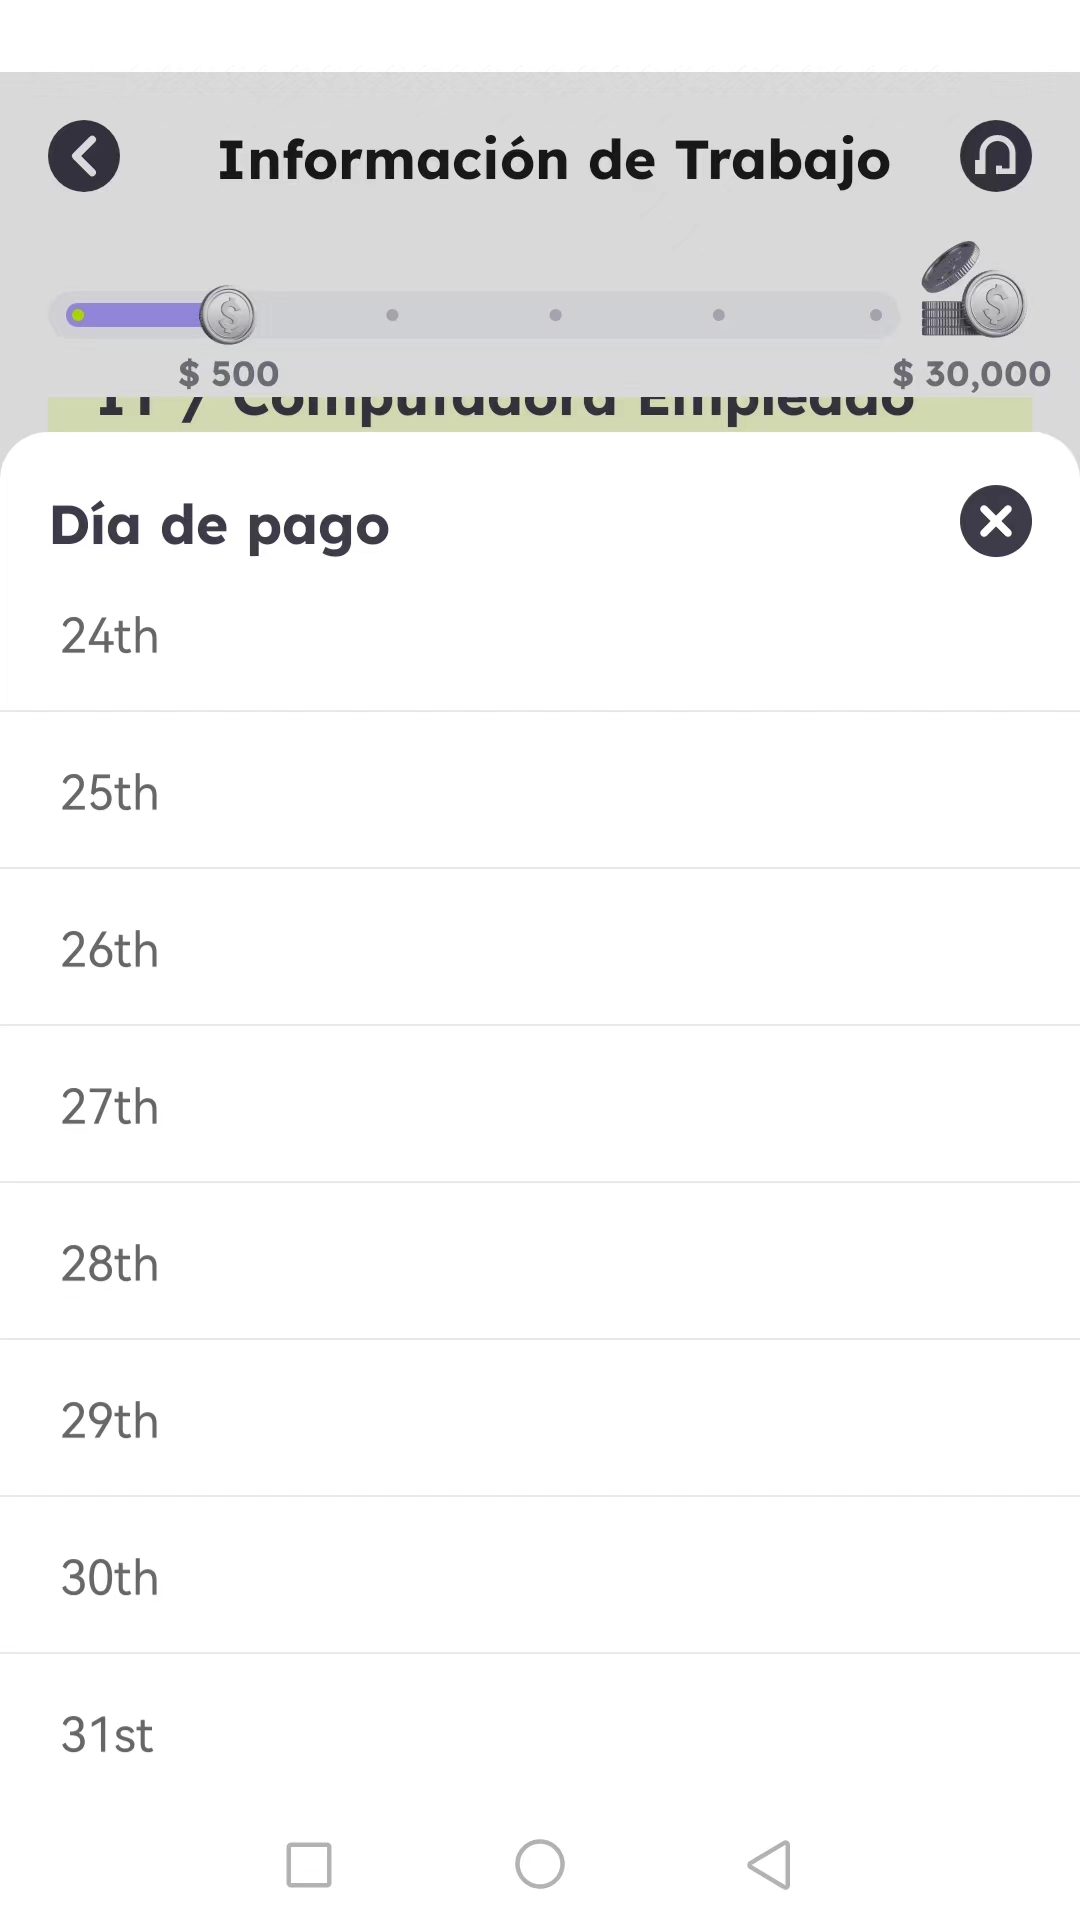 Información de Trabajo
$ 500
$ 30,000
IT / Computadora Empleado
Día de pago
24th
25th
26th
27th
28th
29th
30th
31st